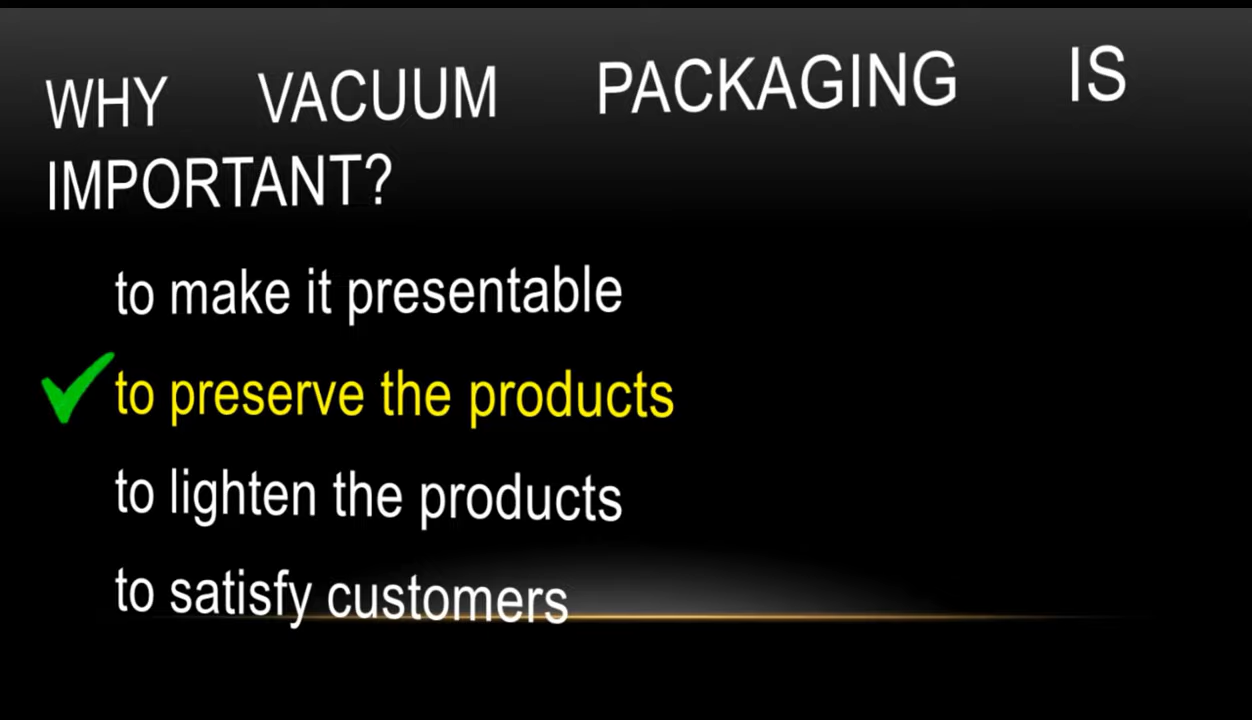 WHY VACUUM PACKAGING IS
IMPORTANT?
to make it presentable
to preserve the products
to lighten the products
to satisfy customers